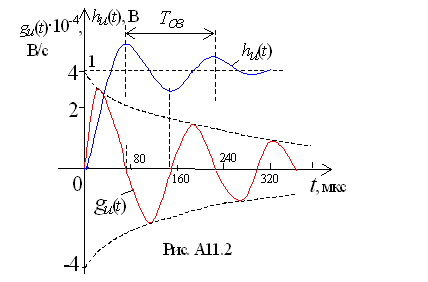 gᵤ(t)·10⁻⁴, hᵤ(t), В Tₒ₃
В/с
4 1 hᵤ(t)
2
0 80 160 240 320 t, мкс
gᵤ(t)
-4
Рис. А11.2